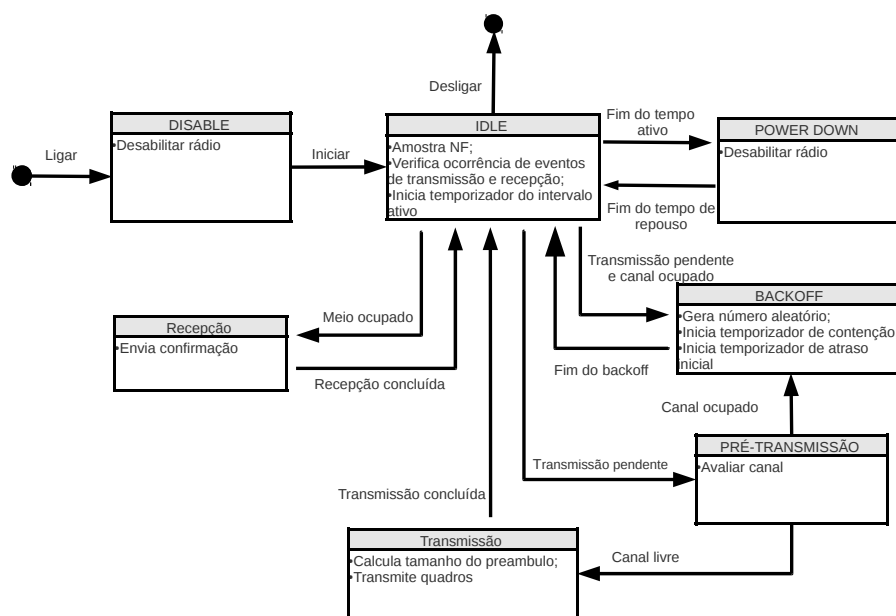 Desligar
DISABLE
•Desabilitar rádio
Ligar
Iniciar
IDLE
•Amostra NF;
•Verifica ocorrência de eventos
de transmissão e recepção;
•Inicia temporizador do intervalo
ativo
Fim do tempo
ativo
POWER DOWN
•Desabilitar rádio
Fim do tempo de
repouso
Transmissão pendente
e canal ocupado
BACKOFF
•Gera número aleatório;
•Inicia temporizador de contenção
•Inicia temporizador de atraso
inicial
Meio ocupado
Recepção
•Envia confirmação
Recepção concluída
Fim do backoff
Canal ocupado
PRÉ-TRANSMISSÃO
•Avaliar canal
Transmissão pendente
Transmissão concluída
Transmissão
•Calcula tamanho do preambulo;
•Transmite quadros
Canal livre